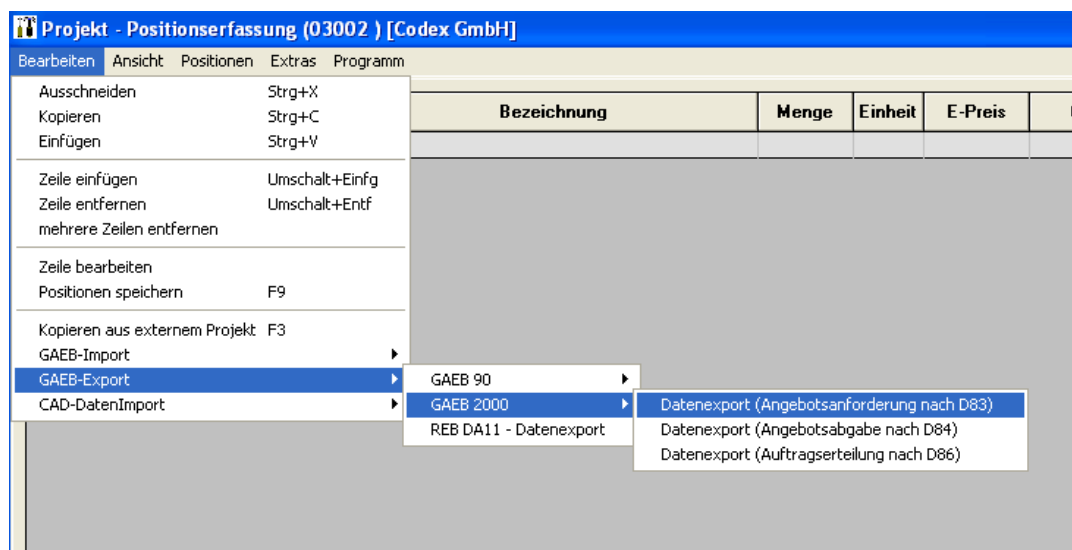 Projekt - Positionserfassung (03002 ) [Codex GmbH]
Bearbeiten Ansicht Positionen Extras Programm
Bezeichnung Menge Einheit E-Preis
Ausschneiden Strg+X
Kopieren Strg+C
Einfügen Strg+V
Zeile einfügen Umschalt+Einfg
Zeile entfernen Umschalt+Entf
mehrere Zeilen entfernen
Zeile bearbeiten
Positionen speichern F9
Kopieren aus externem Projekt F3
GAEB-Import
GAEB-Export
CAD-DatenImport
GAEB 90
GAEB 2000
REB DA11 - Datenexport
Datenexport (Angebotsanforderung nach D83)
Datenexport (Angebotsabgabe nach D84)
Datenexport (Auftragserteilung nach D86)